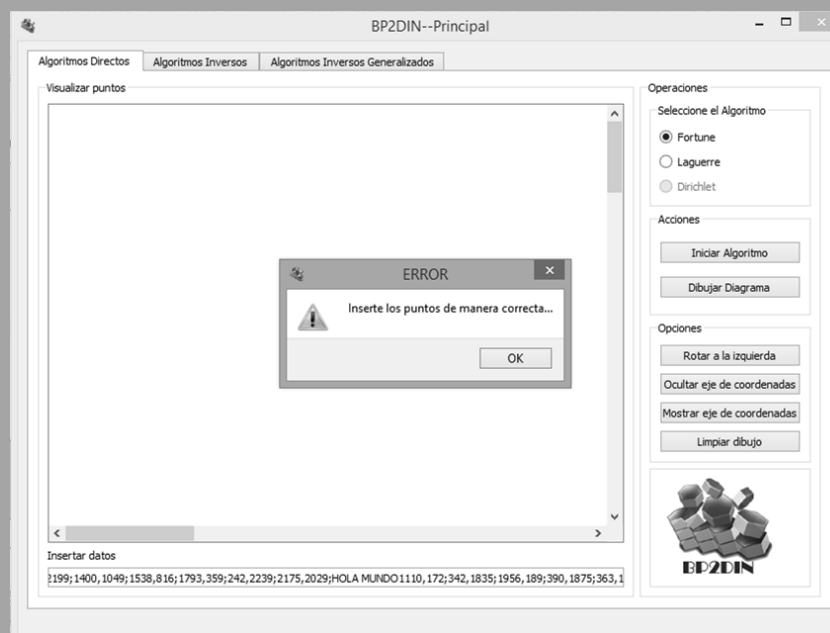 BP2DIN--Principal
Algoritmos Directos
Algoritmos Inversos
Algoritmos Inversos Generalizados
Visualizar puntos
Operaciones
Seleccione el Algoritmo
Fortune
Laguerre
Dirichlet
Acciones
Iniciar Algoritmo
Dibujar Diagrama
ERROR
Inserte los puntos de manera correcta...
OK
Opciones
Rotar a la izquierda
Ocultar eje de coordenadas
Mostrar eje de coordenadas
Limpiar dibujo
BP2DIN
Insertar datos
2199;1400,1049;1538,816;1793,359;242,2239;2175,2029;HOLA MUNDO1110,172;342,1835;1956,189;390,1875;363,1